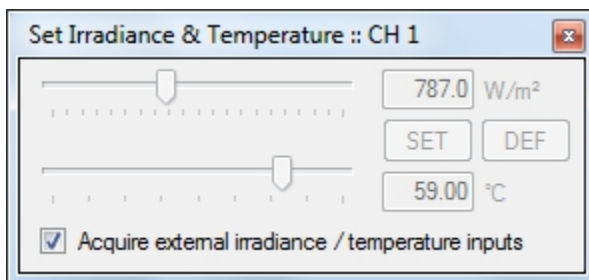 Set Irradiance & Temperature :: CH 1
787.0 W/m²
SET DEF
59.00 °C
Acquire external irradiance / temperature inputs